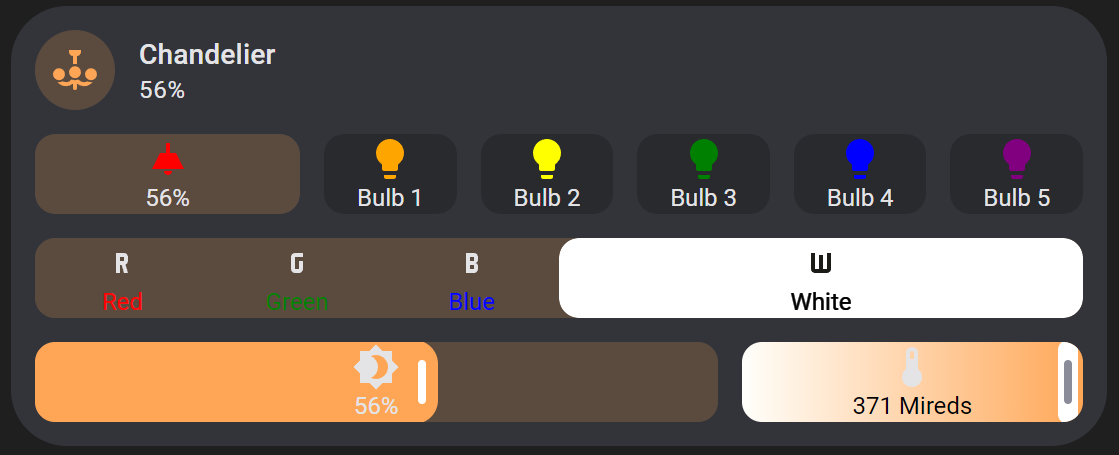 Chandelier
56%
56%
Bulb 1
Bulb 2
Bulb 3
Bulb 4
Bulb 5
R
G
B
W
Red
Green
Blue
White
56%
371 Mireds